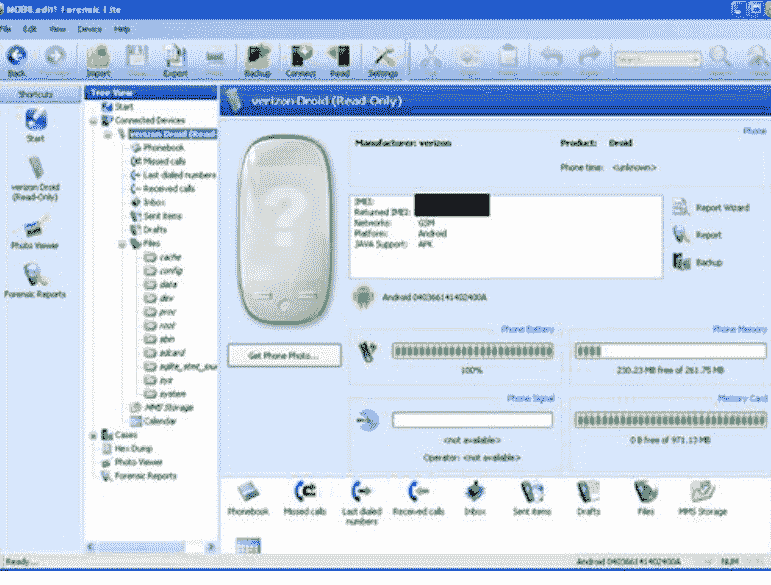 MOBILedit! Forensic Lite
File Edit View Device Help
Back Import Export Backup Connect Read Settings
Shortcuts
Start
verizon Droid (Read-Only)
Photo Viewer
Forensic Reports
Tree View
Start
Connected Devices
verizon Droid (Read-
Phonebook
Missed calls
Last dialed numbers
Received calls
Inbox
Sent items
Drafts
Files
cache
config
data
dev
proc
root
sbin
sdcard
sqlite_stmt_jou
sys
system
MMS Storage
Calendar
Cases
Hex Dump
Photo Viewer
Forensic Reports
verizon Droid (Read-Only)
Phone
Manufacturer: verizon Product: Droid
Phone time: <unknown>
IMEI:
Returned IMEI:
Networks: GSM
Platform: Android
JAVA Support: APK
Report Wizard
Report
Backup
Android 04036614140​2400A
Get Phone Photo...
Phone Battery
100%
Phone Memory
230.23 MB free of 261.75 MB
Phone Signal
<not available>
Operator: <not available>
Memory Card
0 B free of 971.13 MB
Phonebook Missed calls Last dialed numbers Received calls Inbox Sent items Drafts Files MMS Storage
Ready... Android 040366141402400A NUM